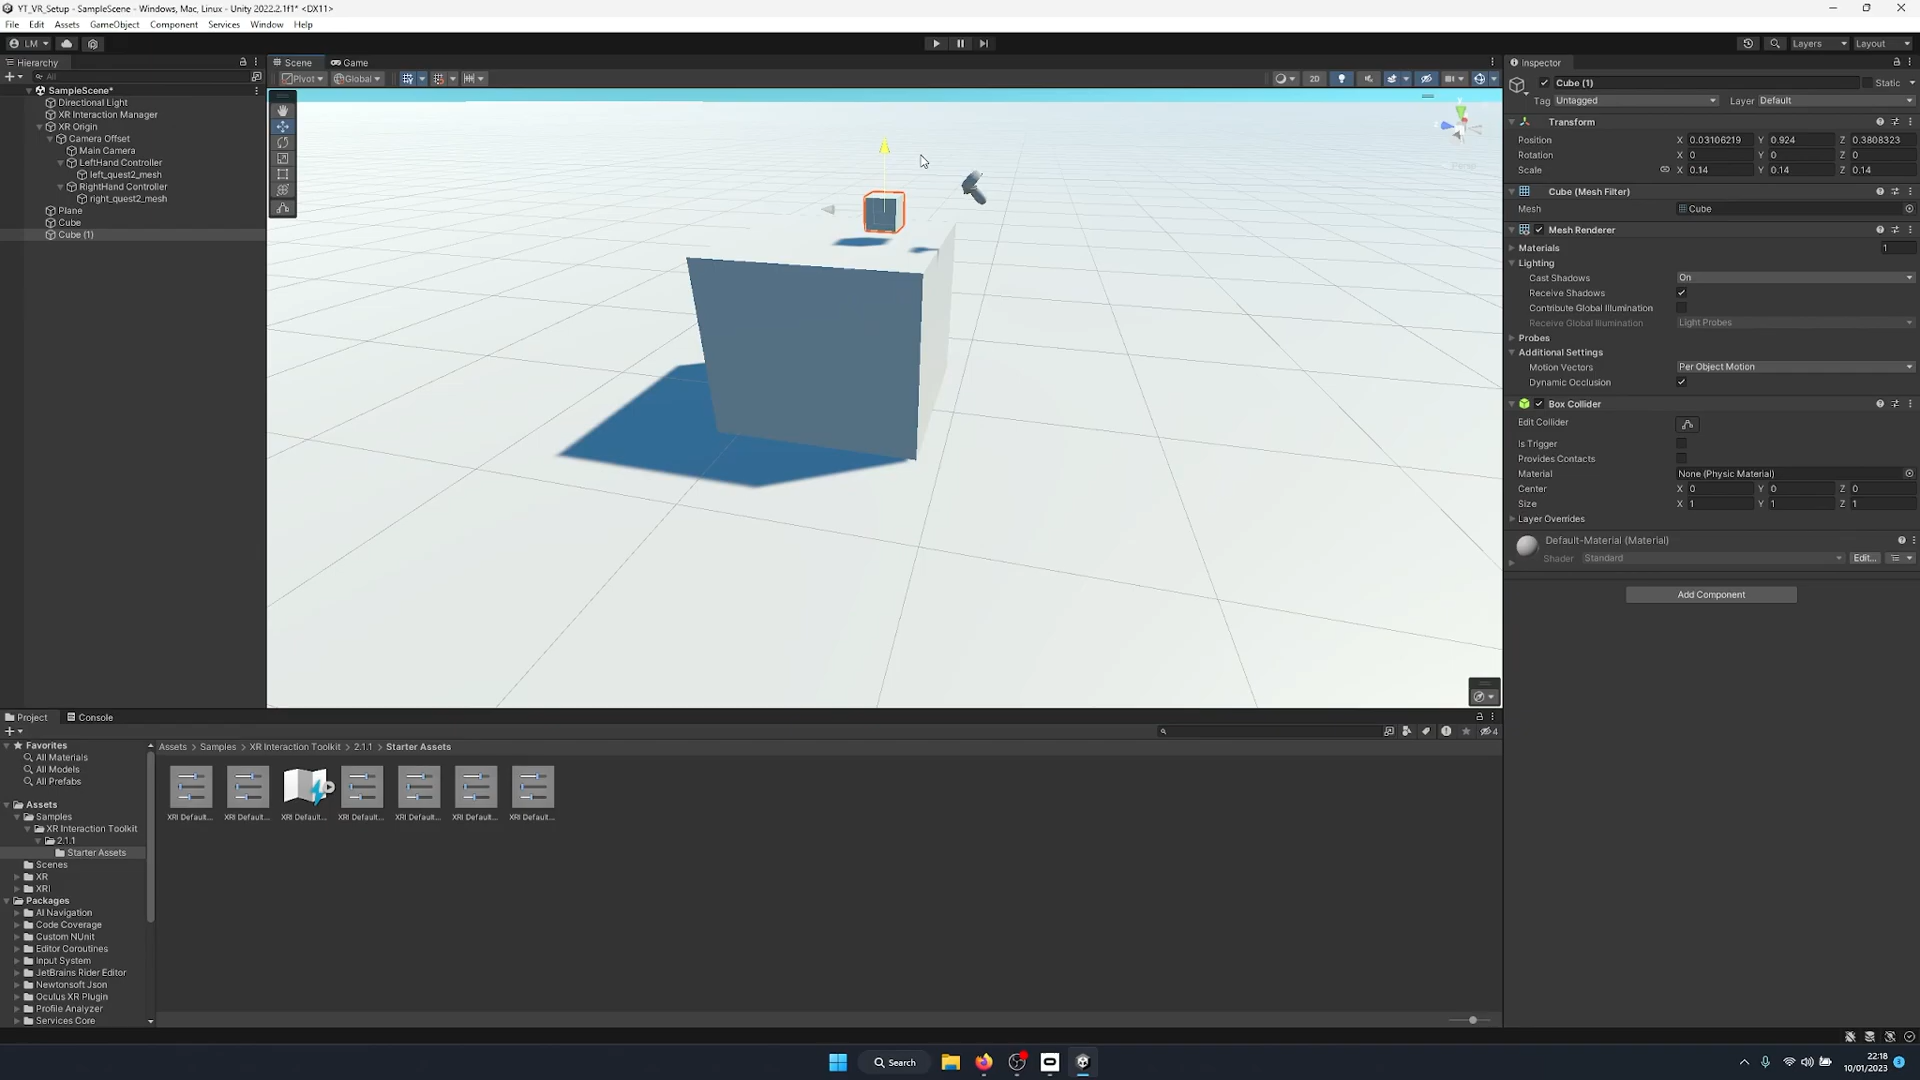 YT_VR_Setup - SampleScene - Windows, Mac, Linux - Unity 2022.2.1f1* <DX11>
File Edit Assets GameObject Component Services Window Help
LM
Layers Layout
Hierarchy
All
SampleScene*
Directional Light
XR Interaction Manager
XR Origin
Camera Offset
Main Camera
LeftHand Controller
left_quest2_mesh
RightHand Controller
right_quest2_mesh
Plane
Cube
Cube (1)
Scene Game
Pivot Global
2D
Persp
Inspector
Cube (1) Static
Tag Untagged Layer Default
Transform
Position X 0.03106219 Y 0.924 Z 0.3808323
Rotation X 0 Y 0 Z 0
Scale X 0.14 Y 0.14 Z 0.14
Cube (Mesh Filter)
Mesh Cube
Mesh Renderer
Materials 1
Lighting
Cast Shadows On
Receive Shadows
Contribute Global Illumination
Receive Global Illumination Light Probes
Probes
Additional Settings
Motion Vectors Per Object Motion
Dynamic Occlusion
Box Collider
Edit Collider
Is Trigger
Provides Contacts
Material None (Physic Material)
Center X 0 Y 0 Z 0
Size X 1 Y 1 Z 1
Layer Overrides
Default-Material (Material)
Shader Standard Edit...
Add Component
Project Console
4
Favorites
All Materials
All Models
All Prefabs
Assets
Samples
XR Interaction Toolkit
2.1.1
Starter Assets
Scenes
XR
XRI
Packages
AI Navigation
Code Coverage
Custom NUnit
Editor Coroutines
Input System
JetBrains Rider Editor
Newtonsoft Json
Oculus XR Plugin
Profile Analyzer
Services Core
Assets > Samples > XR Interaction Toolkit > 2.1.1 > Starter Assets
XRI Default... XRI Default... XRI Default... XRI Default... XRI Default... XRI Default... XRI Default...
Search
22:18
10/01/2023
3